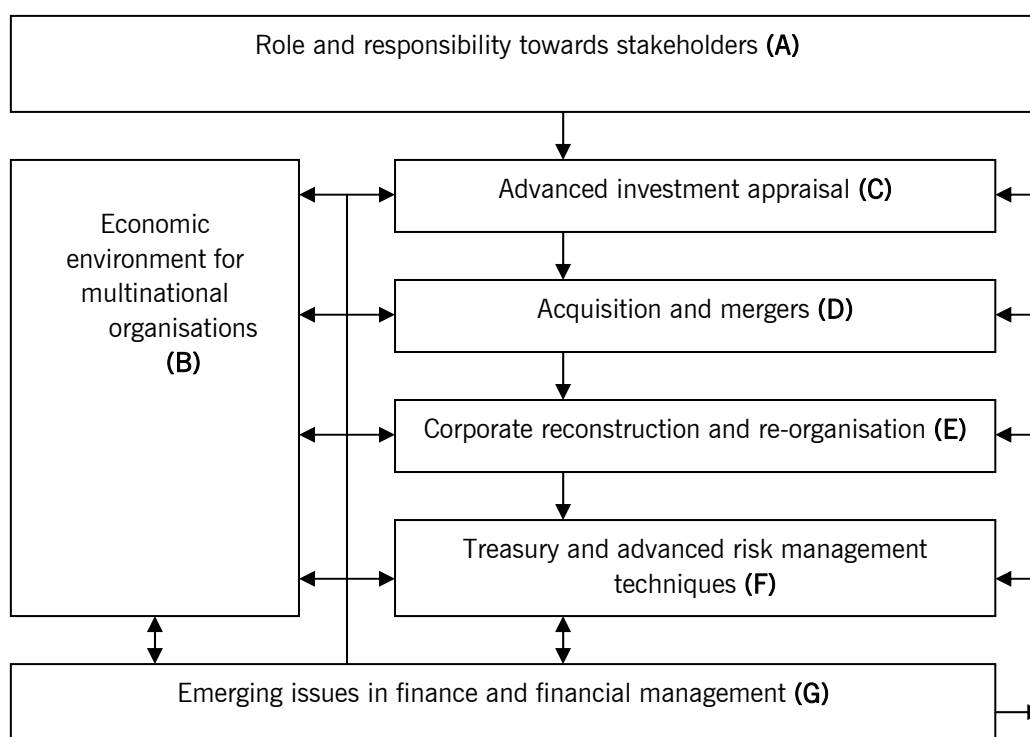 Role and responsibility towards stakeholders (A)
Advanced investment appraisal (C)
Economic
environment for
multinational
organisations
(B)
Acquisition and mergers (D)
Corporate reconstruction and re-organisation (E)
Treasury and advanced risk management
techniques (F)
Emerging issues in finance and financial management (G)